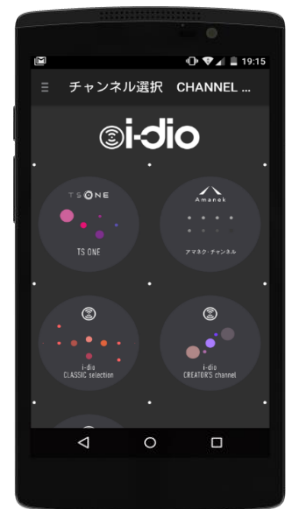 19:15
チャンネル選択 CHANNEL ...
i-dio
TS ONE
TS ONE
Amanek
アマネク・チャンネル
i-dio
CLASSIC selection
i-dio
CREATOR'S channel